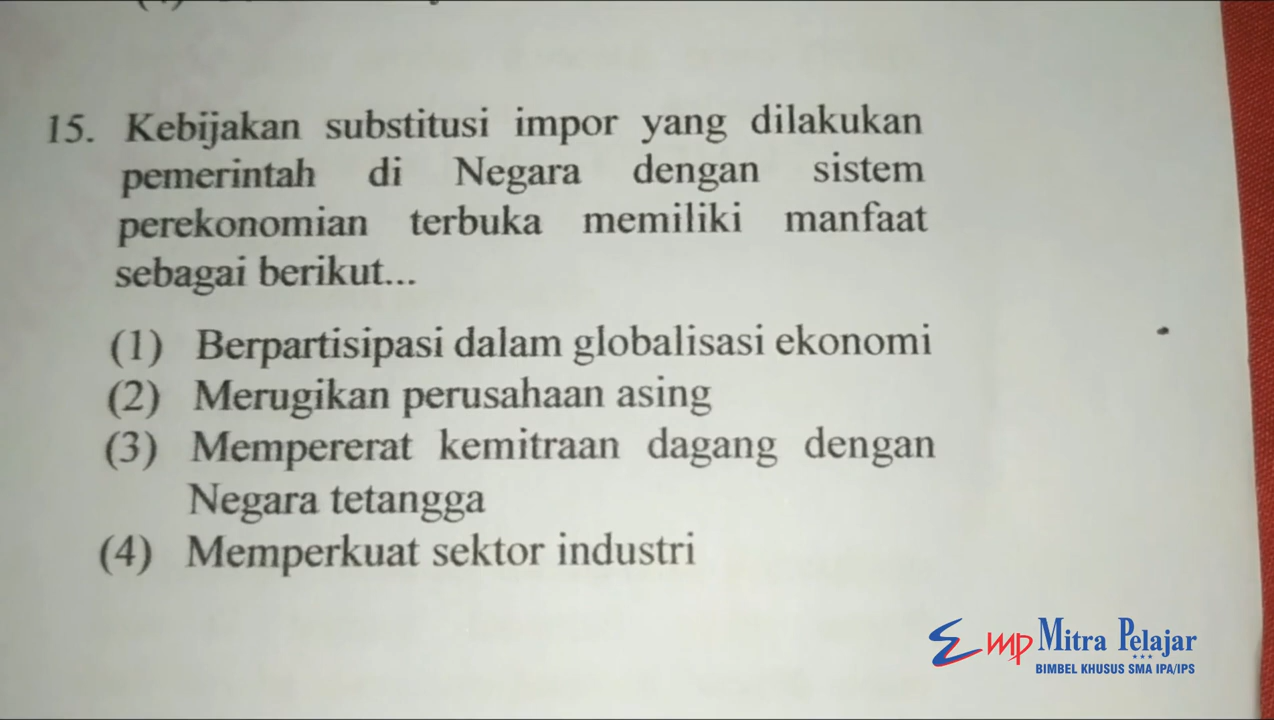 15. Kebijakan substitusi impor yang dilakukan
pemerintah di Negara dengan sistem
perekonomian terbuka memiliki manfaat
sebagai berikut...
(1) Berpartisipasi dalam globalisasi ekonomi
(2) Merugikan perusahaan asing
(3) Mempererat kemitraan dagang dengan
Negara tetangga
(4) Memperkuat sektor industri
mp Mitra Pelajar
BIMBEL KHUSUS SMA IPA/IPS